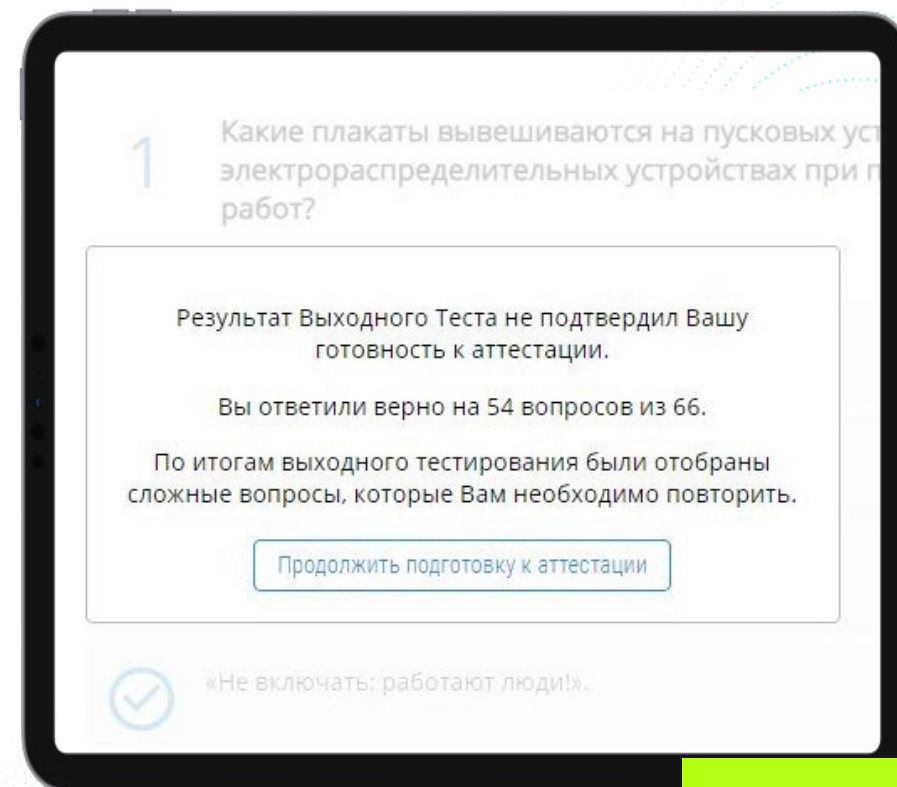 1
Какие плакаты вывешиваются на пусковых
электрораспределительных устройствах при
работ?
Результат Выходного Теста не подтвердил Вашу
готовность к аттестации.
Вы ответили верно на 54 вопросов из 66.
По итогам выходного тестирования были отобраны
сложные вопросы, которые Вам необходимо повторить.
Продолжить подготовку к аттестации
«Не включать: работают люди!».